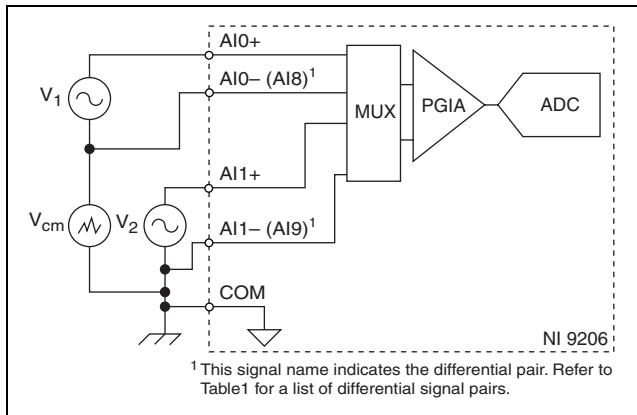 AI0+
AI0– (AI8)¹
V₁
MUX
PGIA
ADC
AI1+
Vcm
V₂
AI1– (AI9)¹
COM
NI 9206
¹ This signal name indicates the differential pair. Refer to
Table1 for a list of differential signal pairs.